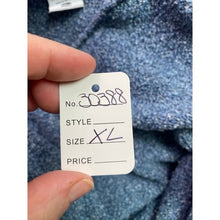 No. 30388
STYLE
SIZE XL
PRICE